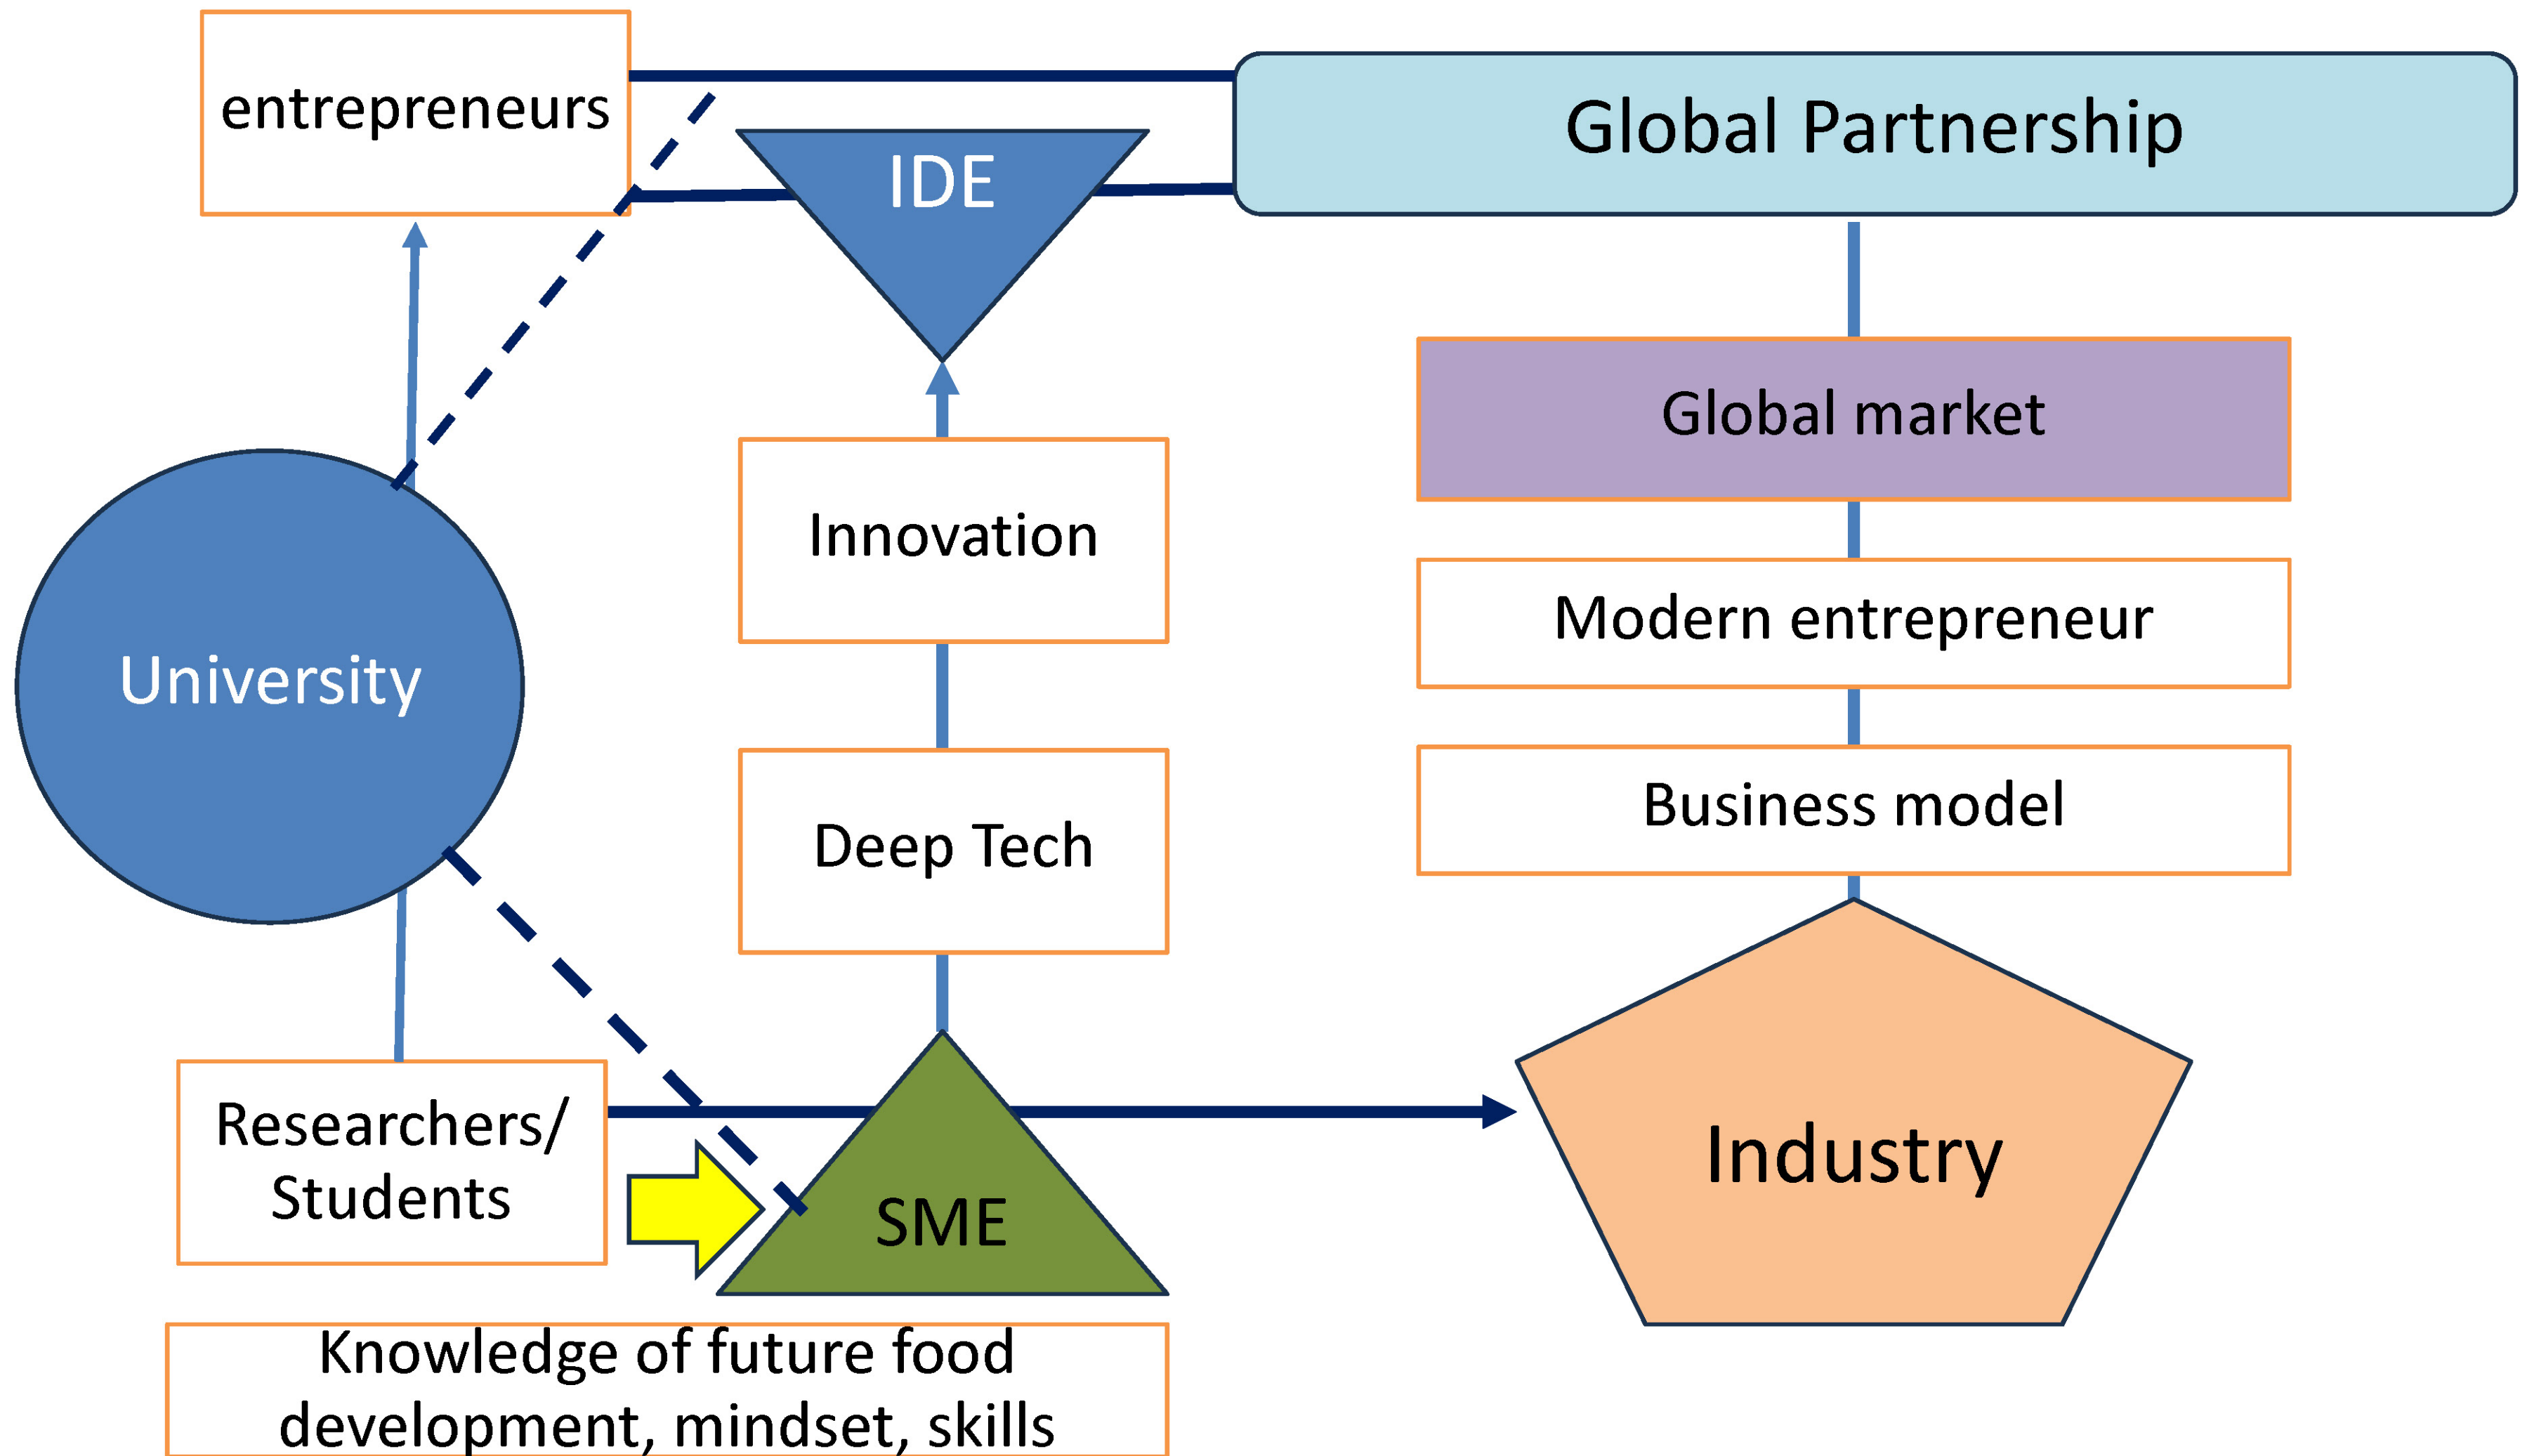 entrepreneurs
IDE
Global Partnership
Global market
Innovation
Modern entrepreneur
University
Business model
Deep Tech
Researchers/
Students
SME
Industry
Knowledge of future food
development, mindset, skills